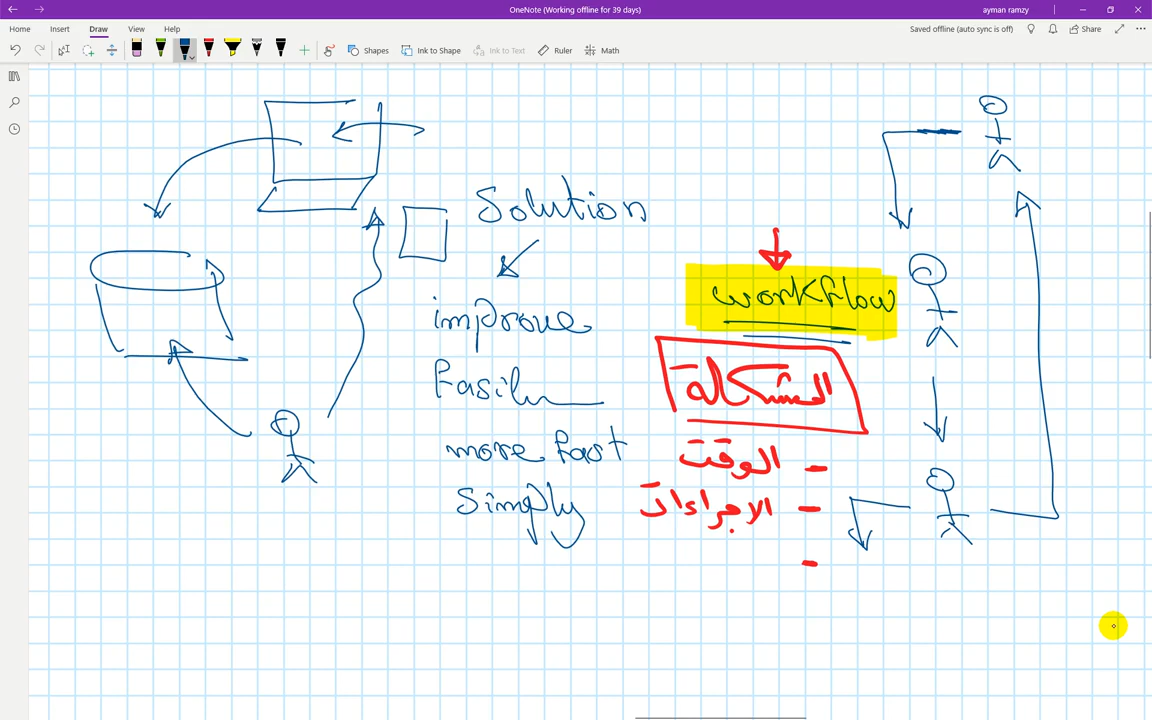 OneNote (Working offline for 39 days)
ayman ramzy
Home Insert Draw View Help
Saved offline (auto sync is off)
Share
Shapes
Ink to Shape
Ink to Text
Ruler
Math
Solution
improve
Easily
more fast
Simply
workflow
المشكلة
- الوقت
- الاجراءات
-